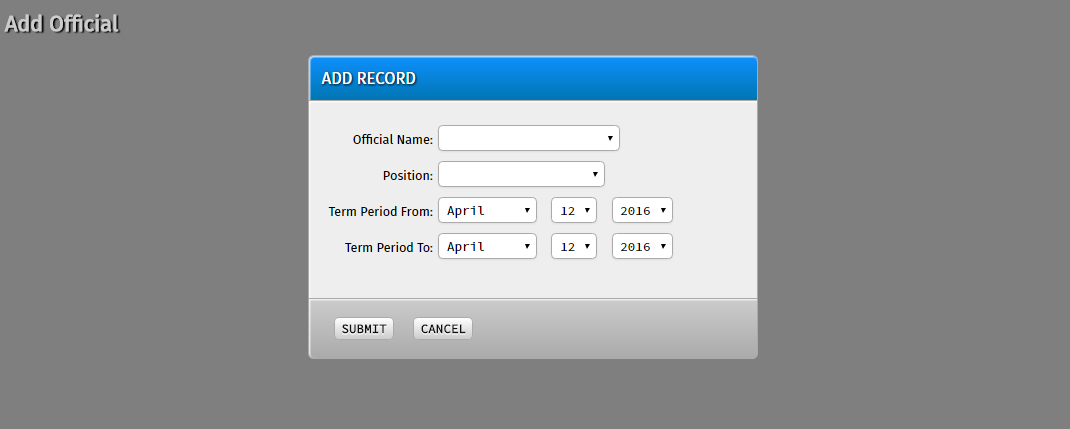 Add Official
ADD RECORD
Official Name:
Position:
Term Period From: April 12 2016
Term Period To: April 12 2016
SUBMIT CANCEL